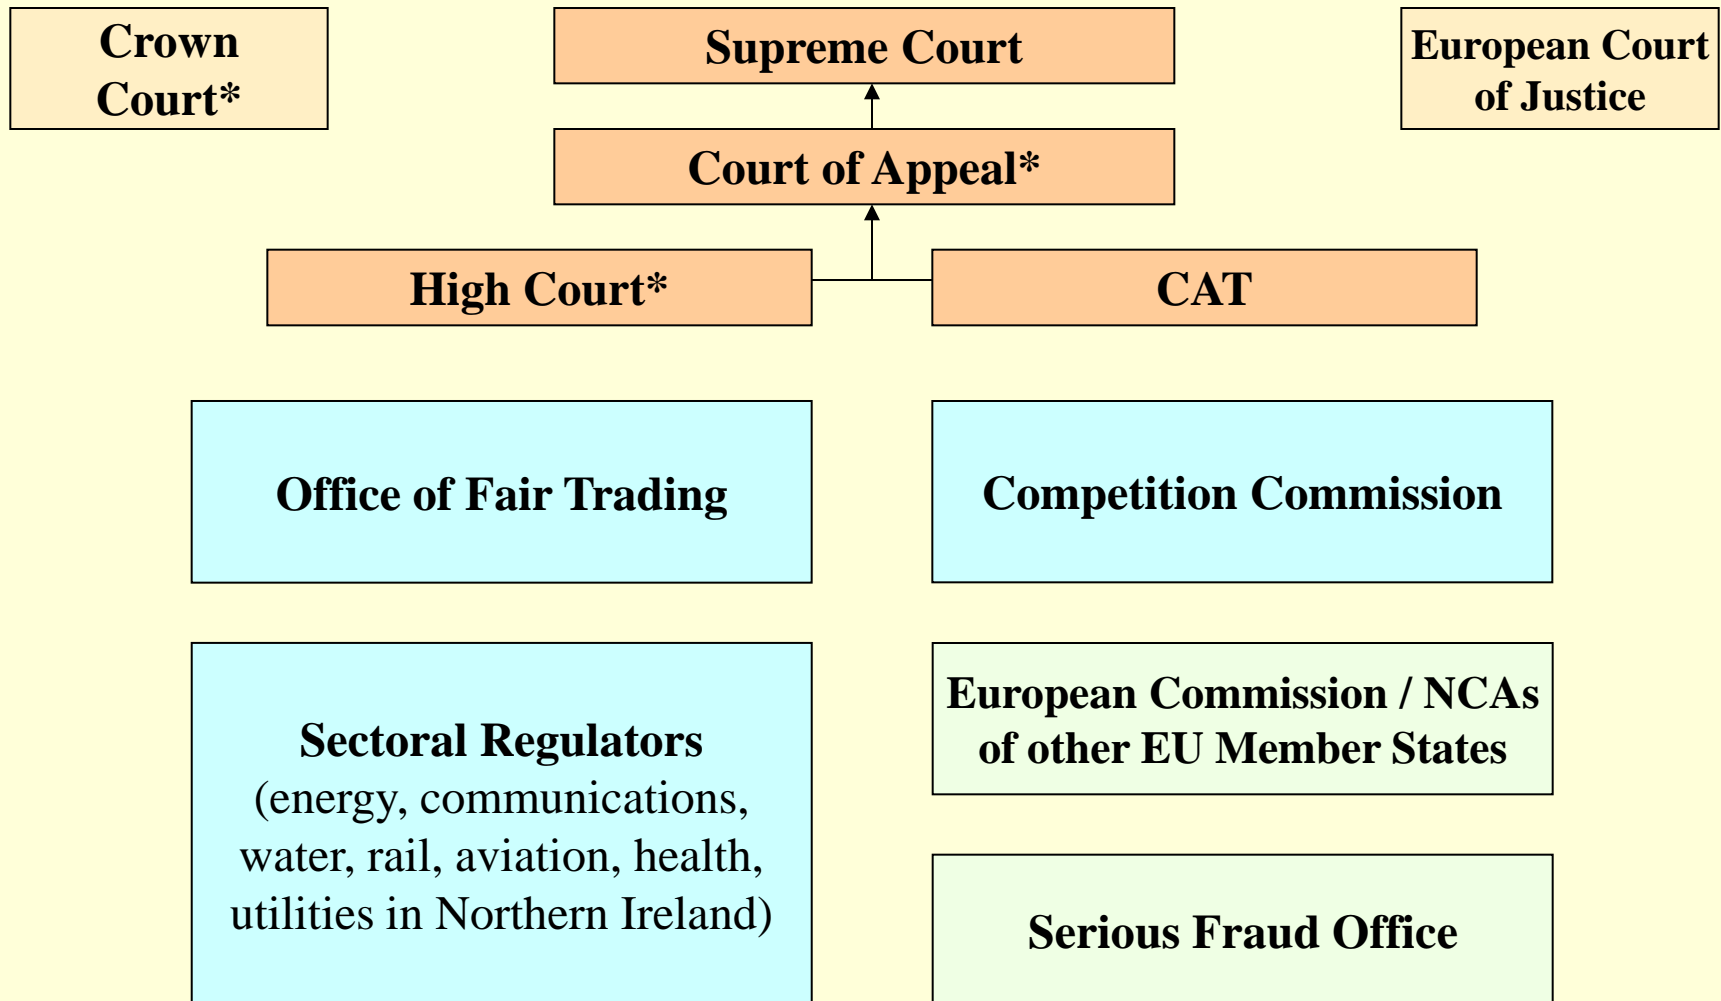 Crown
Court*
Supreme Court
European Court
of Justice
Court of Appeal*
High Court*
CAT
Office of Fair Trading
Competition Commission
Sectoral Regulators
(energy, communications,
water, rail, aviation, health,
utilities in Northern Ireland)
European Commission / NCAs
of other EU Member States
Serious Fraud Office